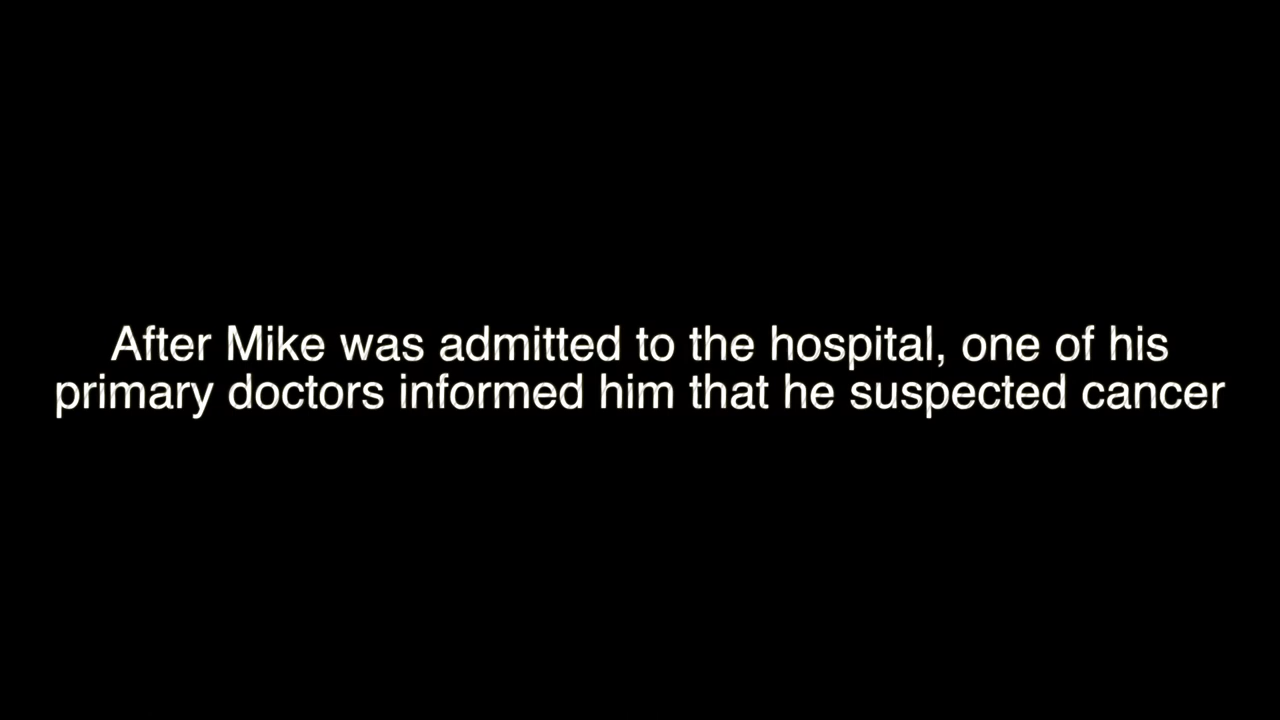 After Mike was admitted to the hospital, one of his
primary doctors informed him that he suspected cancer